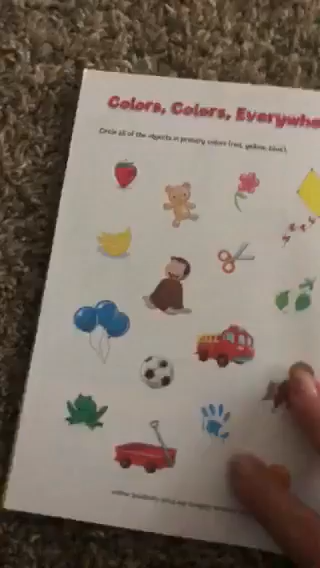 Colors, Colors, Everywhe
Circle all of the objects in primary colors (red, yellow, blue).